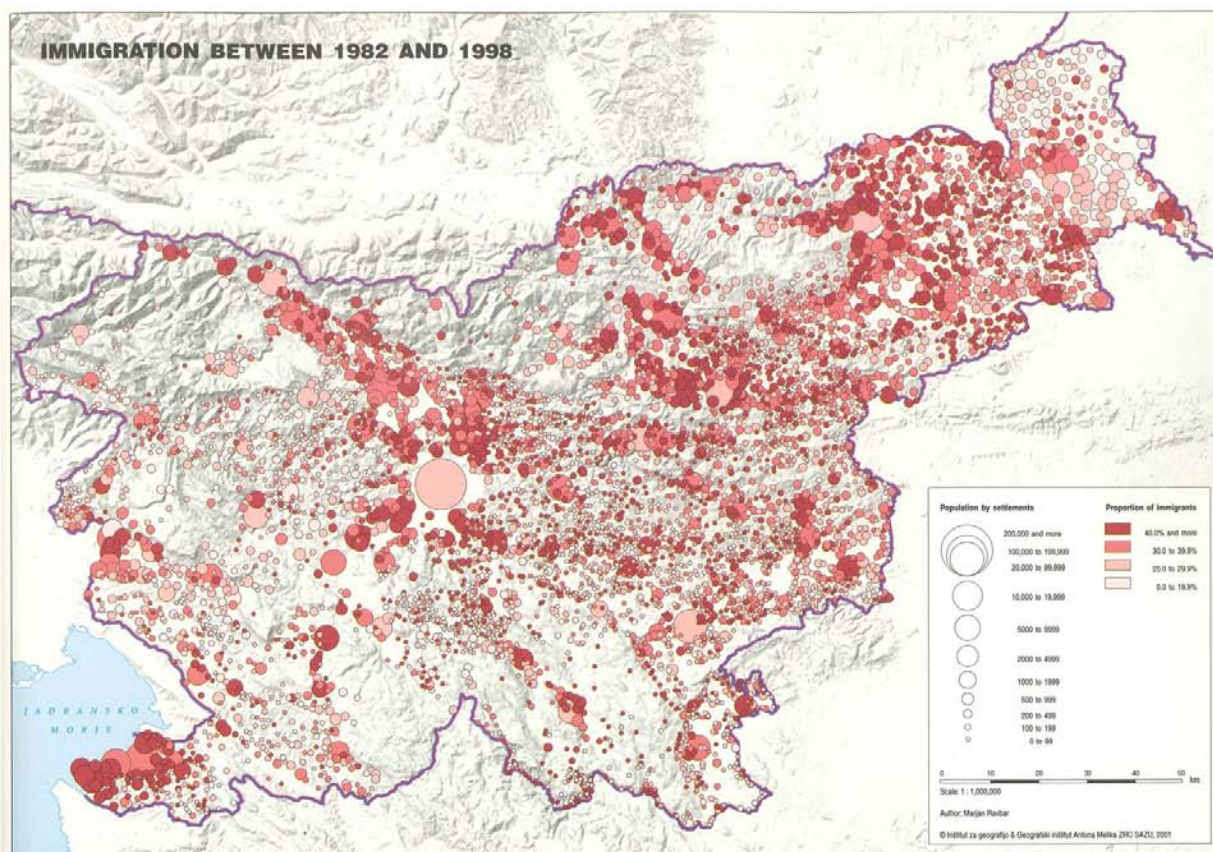 IMMIGRATION BETWEEN 1982 AND 1998
JADRANSKO
MORJE
Population by settlements
200,000 and more
100,000 to 199,999
20,000 to 99,999
10,000 to 19,999
5000 to 9999
2000 to 4999
1000 to 1999
500 to 999
200 to 499
100 to 199
0 to 99
Proportion of immigrants
40.0% and more
30.0 to 39.9%
20.0 to 29.9%
0.0 to 19.9%
0 10 20 30 40 50 km
Scale: 1 : 1,000,000
Author: Marjan Ravbar
© Inštitut za geografijo & Geografski inštitut Antona Melika ZRC SAZU, 2001